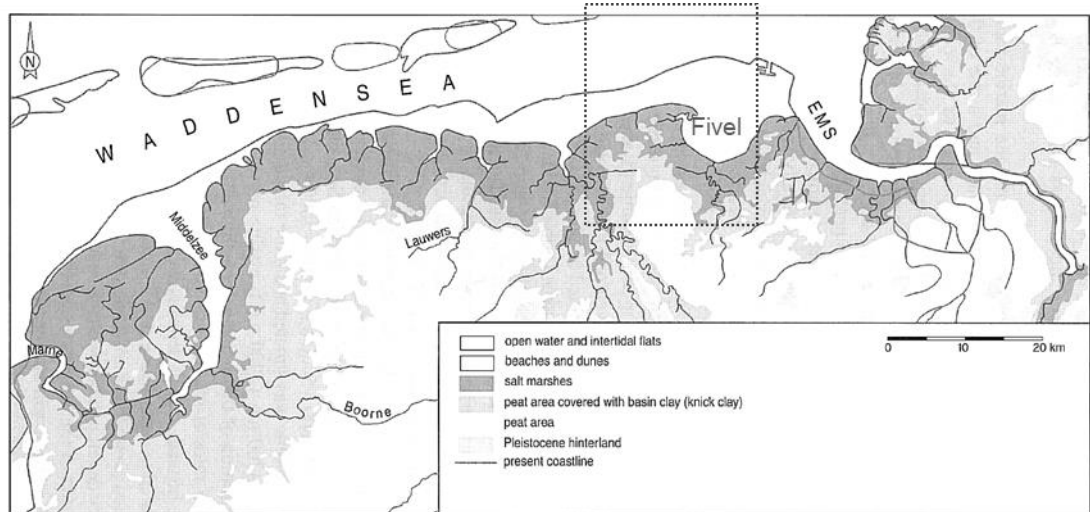 N
WADDENSEA
EMS
Fivel
Middelzee
Lauwers
Marne
Boorne
open water and intertidal flats
beaches and dunes
salt marshes
peat area covered with basin clay (knick clay)
peat area
Pleistocene hinterland
present coastline
0 10 20 km